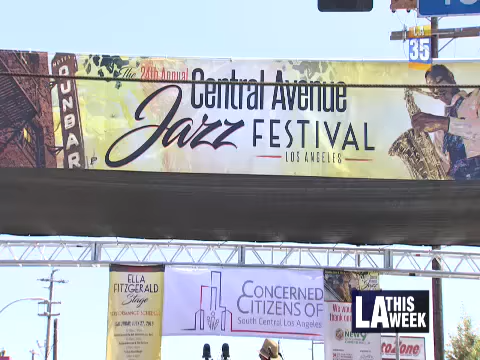 35
The 24th Annual
Central Avenue
Jazz FESTIVAL
LOS ANGELES
DUNBAR
ELLA
FITZGERALD
Stage
CONCERNED
CITIZENS OF
South Central Los Angeles
LA THIS
WEEK